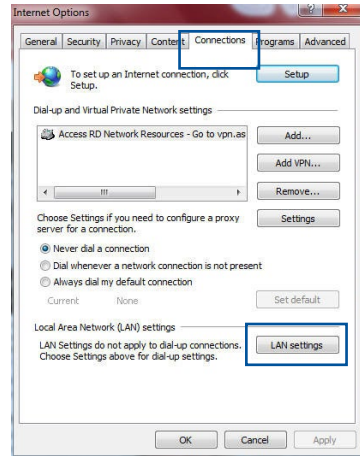 Internet Options
General Security Privacy Content Connections Programs Advanced
To set up an Internet connection, click
Setup.
Setup
Dial-up and Virtual Private Network settings
Access RD Network Resources - Go to vpn.as
Add...
Add VPN...
Remove...
Choose Settings if you need to configure a proxy
server for a connection.
Settings
Never dial a connection
Dial whenever a network connection is not present
Always dial my default connection
Current None
Set default
Local Area Network (LAN) settings
LAN Settings do not apply to dial-up connections.
Choose Settings above for dial-up settings.
LAN settings
OK Cancel Apply